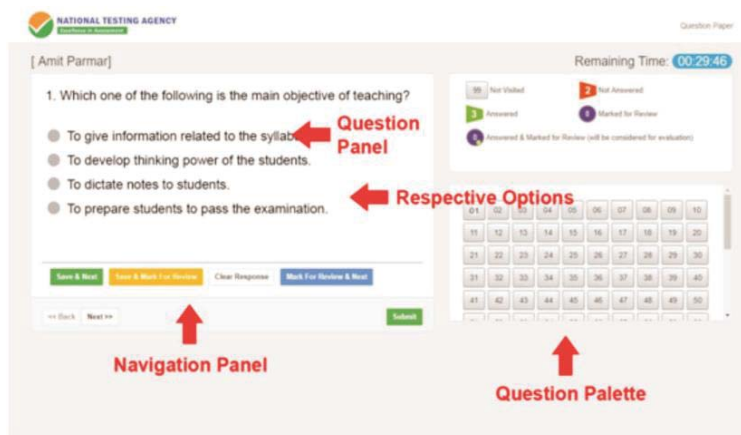 NATIONAL TESTING AGENCY
Excellence in Assessment
Question Paper
[ Amit Parmar]
Remaining Time: 00:29:46
1. Which one of the following is the main objective of teaching?
To give information related to the
To develop thinking power of the students.
To dictate notes to students.
To prepare students to pass the examination.
Question
Panel
Respective Options
Save & Next
Save & Mark For Review
Clear Response
Mark For Review & Next
<< Back
Next >>
Submit
Navigation Panel
99 Not Visited
2 Not Answered
3 Answered
Marked for Review
Answered & Marked for Review (will be considered for evaluation)
01 02 03 04 05 06 07 08 09 10
11 12 13 14 15 16 17 18 19 20
21 22 23 24 25 26 27 28 29 30
31 32 33 34 35 36 37 38 39 40
41 42 43 44 45 46 47 48 49 50
Question Palette